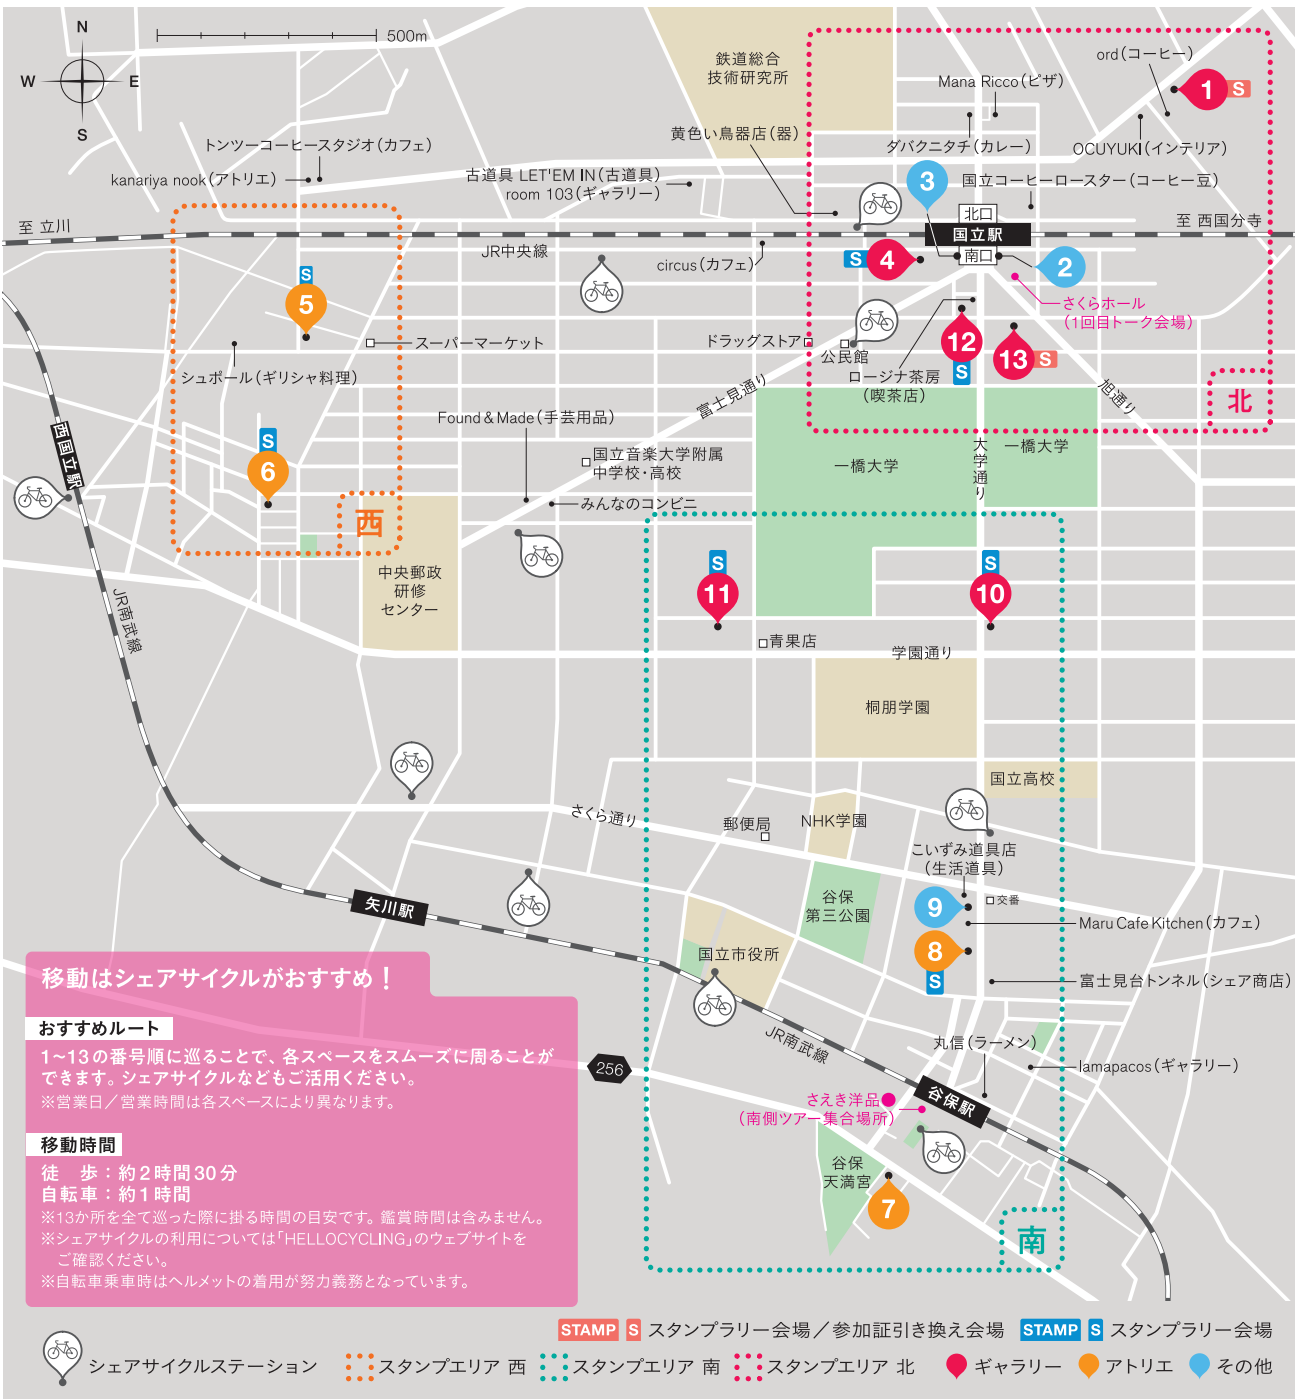 N
W
E
S
500m
鉄道総合
技術研究所
ord(コーヒー)
Mana Ricco(ピザ)
1
S
黄色い鳥器店(器)
ダバクニタチ(カレー)
OCUYUKI(インテリア)
トンツーコーヒースタジオ(カフェ)
kanariya nook(アトリエ)
古道具 LET'EM IN(古道具)
room 103(ギャラリー)
3
国立コーヒーロースター(コーヒー豆)
至 立川
北口
至 西国分寺
国立駅
JR中央線
南口
circus(カフェ)
S
4
2
S
5
さくらホール
(1回目トーク会場)
スーパーマーケット
ドラッグストア
公民館
12
S
13
S
シュポール(ギリシャ料理)
ロージナ茶房
(喫茶店)
富士見通り
旭通り
北
Found & Made(手芸用品)
西国立駅
S
6
国立音楽大学附属
中学校・高校
一橋大学
大学通り
一橋大学
みんなのコンビニ
西
中央郵政
研修
センター
S
11
S
10
JR南武線
青果店
学園通り
桐朋学園
国立高校
さくら通り
郵便局
NHK学園
こいずみ道具店
(生活道具)
矢川駅
谷保
第三公園
9
交番
Maru Cafe Kitchen(カフェ)
国立市役所
8
S
富士見台トンネル(シェア商店)
JR南武線
丸信(ラーメン)
lamapacos(ギャラリー)
256
谷保駅
さえき洋品●
(南側ツアー集合場所)
谷保
天満宮
7
南
移動はシェアサイクルがおすすめ！
おすすめルート
1~13の番号順に巡ることで、各スペースをスムーズに周ることが
できます。シェアサイクルなどもご活用ください。
※営業日／営業時間は各スペースにより異なります。
移動時間
徒　歩：約2時間30分
自転車：約1時間
※13か所を全て巡った際に掛る時間の目安です。鑑賞時間は含みません。
※シェアサイクルの利用については「HELLOCYCLING」のウェブサイトを
ご確認ください。
※自転車乗車時はヘルメットの着用が努力義務となっています。
STAMP S スタンプラリー会場／参加証引き換え会場 STAMP S スタンプラリー会場
シェアサイクルステーション スタンプエリア 西 スタンプエリア 南 スタンプエリア 北 ギャラリー アトリエ その他